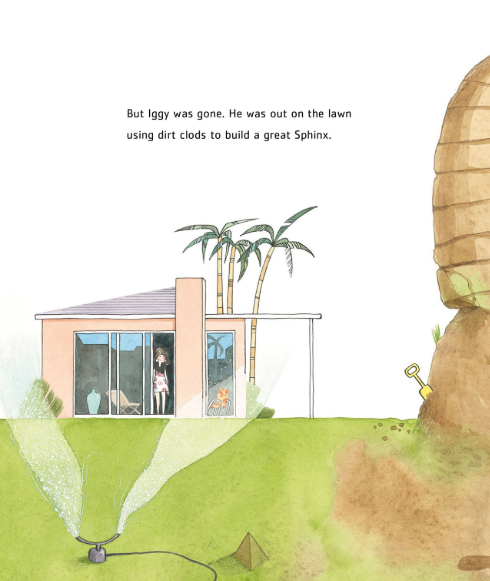 But Iggy was gone. He was out on the lawn
using dirt clods to build a great Sphinx.